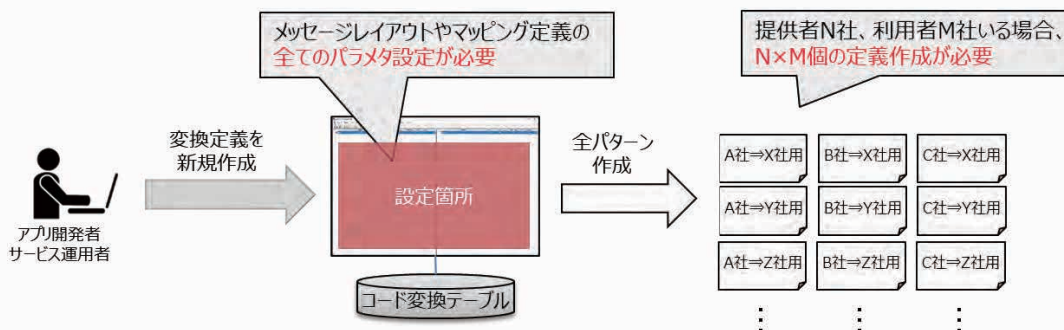 メッセージレイアウトやマッピング定義の
全てのパラメタ設定が必要
提供者N社、利用者M社いる場合、
N×M個の定義作成が必要
変換定義を
新規作成
全パターン
作成
設定箇所
アプリ開発者
サービス運用者
コード変換テーブル
A社⇒X社用
B社⇒X社用
C社⇒X社用
A社⇒Y社用
B社⇒Y社用
C社⇒Y社用
A社⇒Z社用
B社⇒Z社用
C社⇒Z社用